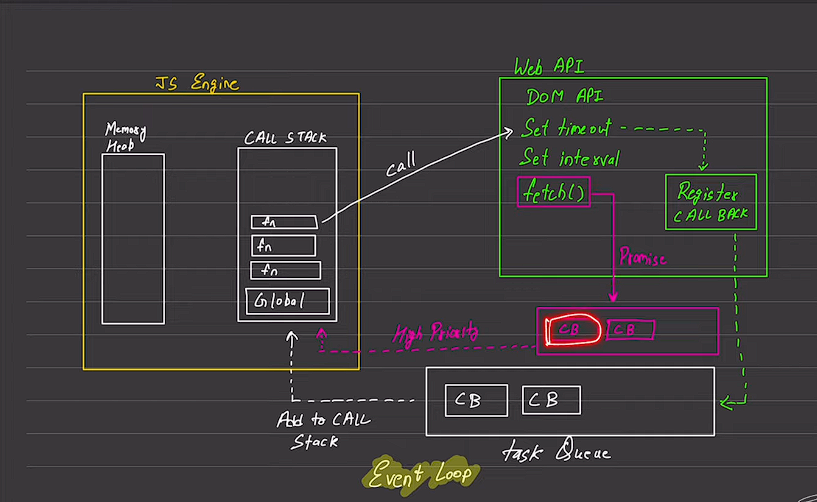 Web API
JS Engine
DOM API
Memory
Heap
CALL STACK
Set timeout
call
Set interval
fetch()
Register
CALL BACK
fn
fn
fn
Promise
Global
High Priority
CB
CB
CB
CB
Add to CALL
Stack
task Queue
Event Loop